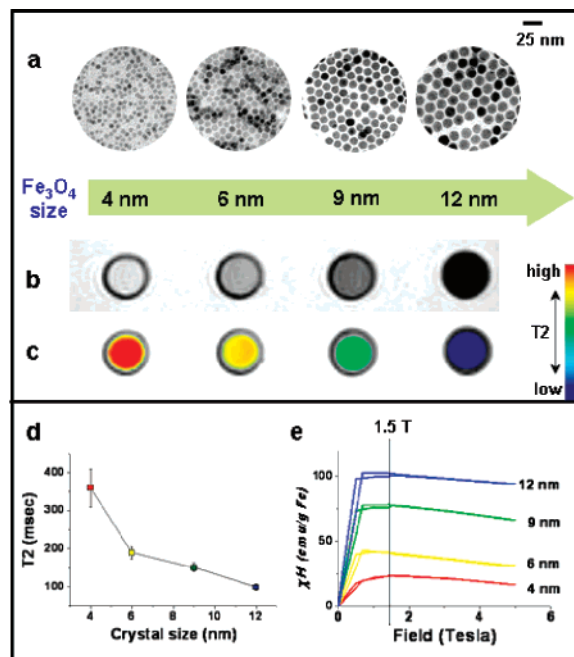 25 nm
a
Fe₃O₄ size
4 nm 6 nm 9 nm 12 nm
b
high
T2
low
c
d
T2 (msec)
400
300
200
100
4 6 8 10 12
Crystal size (nm)
e
1.5 T
χH (emu/g Fe)
100
50
0
12 nm
9 nm
6 nm
4 nm
0 2 4 6
Field (Tesla)